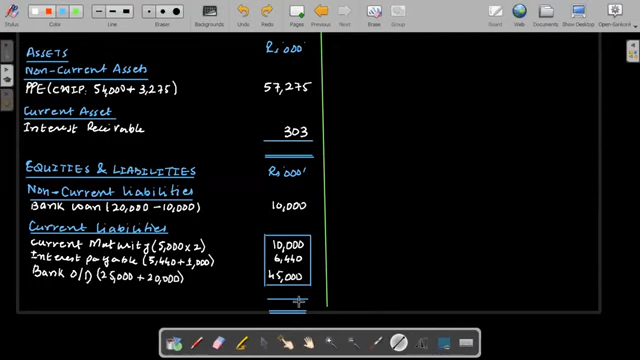 Stylus
Colors
Line Width
Eraser
Backgrounds
Undo
Redo
Pages
Previous
Next
Erase
Group
Board
Documents
Web
Show Desktop
Open-Sankoré
Rs,000'
ASSETS
Non-Current Assets
PPE (CWIP: 54,000 + 3,275) 57,275
Current Asset
Interest Receivable 303
EQUITIES & LIABILITIES Rs,000'
Non-Current Liabilities
Bank Loan (20,000 - 10,000) 10,000
Current Liabilities
Current Maturity (5,000 x 2) 10,000
Interest Payable (5,440 + 1,000) 6,440
Bank O/D (25,000 + 20,000) 45,000